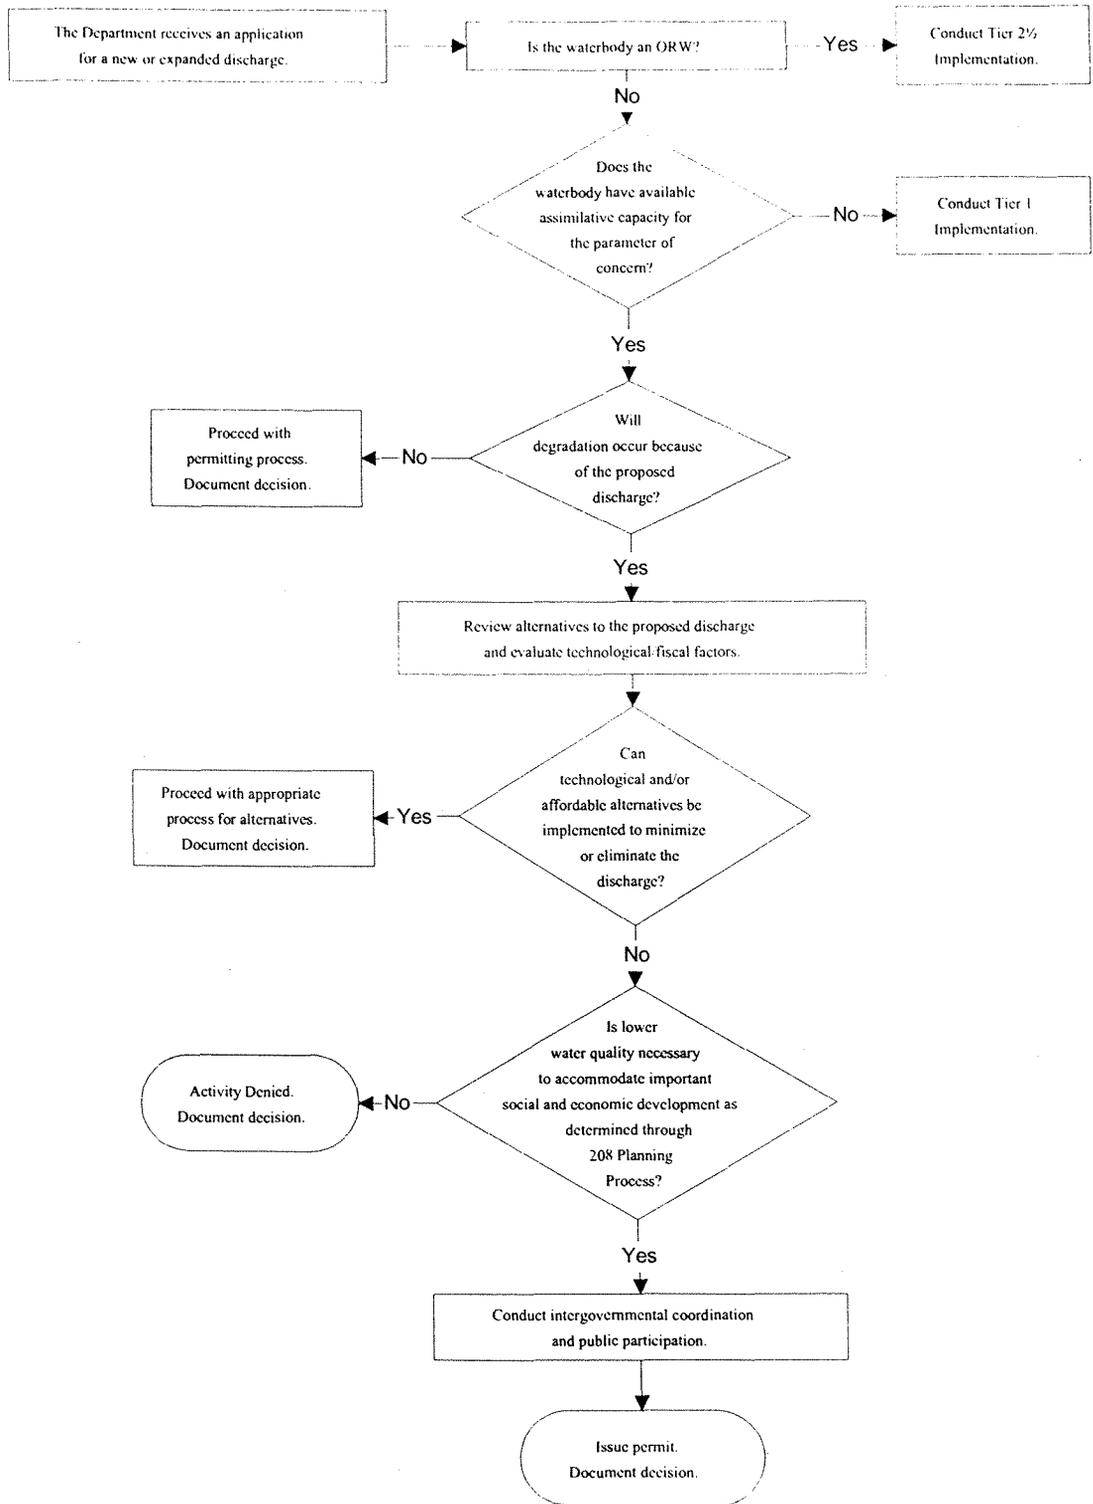 The Department receives an application
for a new or expanded discharge.
Is the waterbody an ORW?
Yes
Conduct Tier 2½
Implementation.
No
Does the
waterbody have available
assimilative capacity for
the parameter of
concern?
No
Conduct Tier 1
Implementation.
Yes
Will
degradation occur because
of the proposed
discharge?
No
Proceed with
permitting process.
Document decision.
Yes
Review alternatives to the proposed discharge
and evaluate technological/fiscal factors.
Can
technological and/or
affordable alternatives be
implemented to minimize
or eliminate the
discharge?
Yes
Proceed with appropriate
process for alternatives.
Document decision.
No
Is lower
water quality necessary
to accommodate important
social and economic development as
determined through
208 Planning
Process?
No
Activity Denied.
Document decision.
Yes
Conduct intergovernmental coordination
and public participation.
Issue permit.
Document decision.